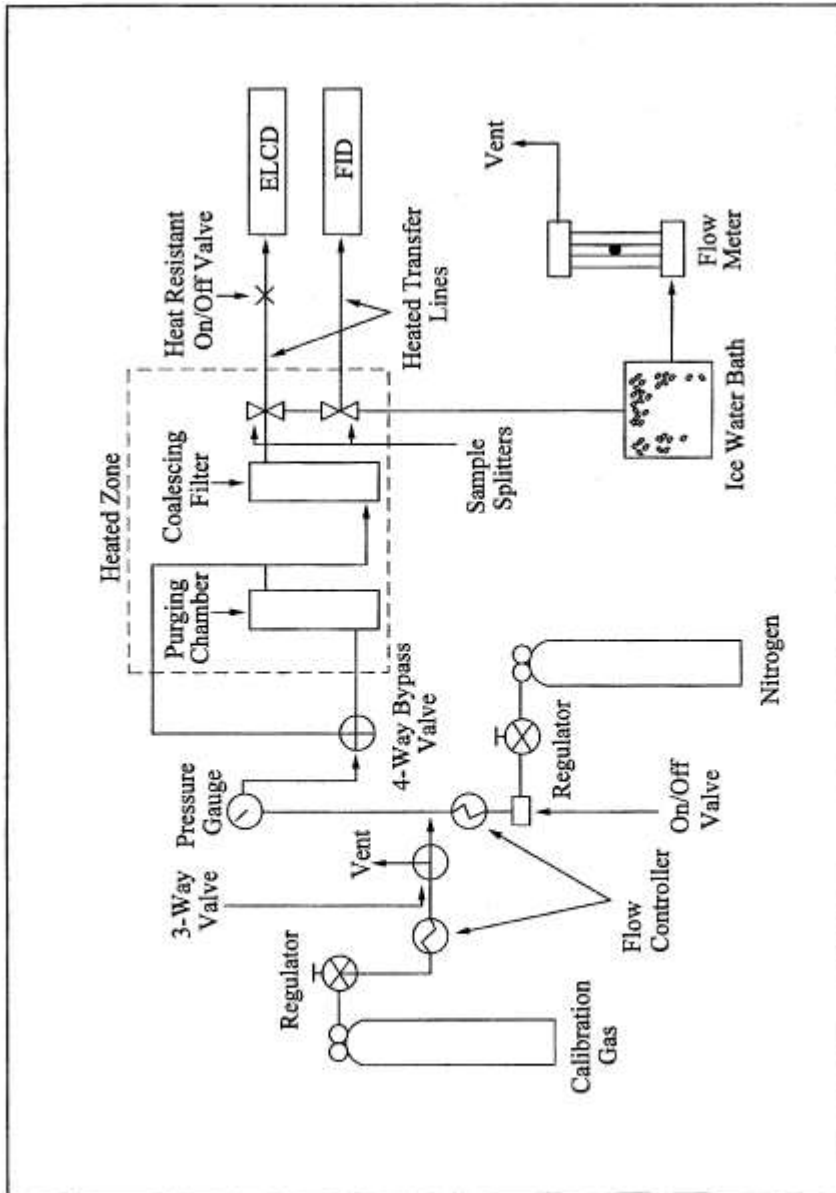 Heated Zone
Purging
Chamber
Coalescing
Filter
Heat Resistant
On/Off Valve
ELCD
FID
Heated Transfer
Lines
Sample
Splitters
Vent
Flow
Meter
Ice Water Bath
Pressure
Gauge
4-Way Bypass
Valve
3-Way
Valve
Vent
Regulator
Calibration
Gas
Flow
Controller
Regulator
On/Off
Valve
Nitrogen